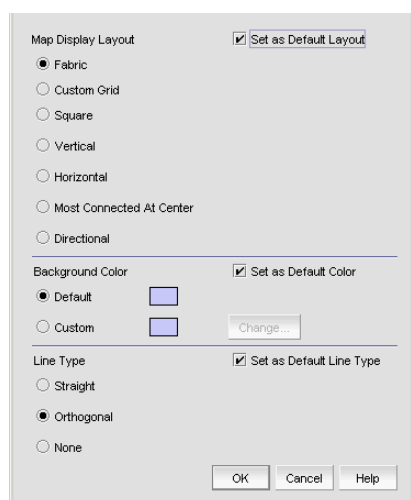 Map Display Layout Set as Default Layout
Fabric
Custom Grid
Square
Vertical
Horizontal
Most Connected At Center
Directional
Background Color Set as Default Color
Default
Custom Change...
Line Type Set as Default Line Type
Straight
Orthogonal
None
OK Cancel Help